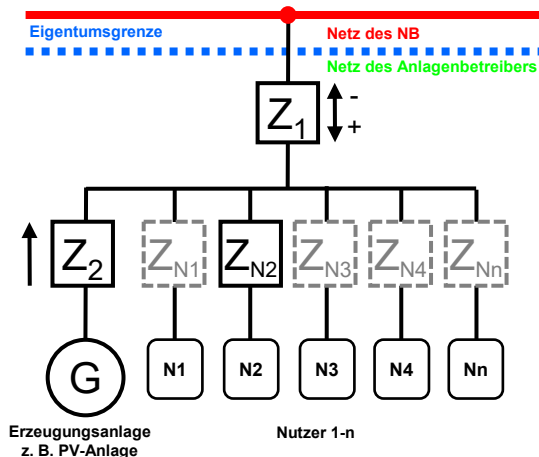 Eigentumsgrenze
Netz des NB
Netz des Anlagenbetreibers
Z1
-
+
Z2
ZN1
ZN2
ZN3
ZN4
ZNn
G
N1
N2
N3
N4
Nn
Erzeugungsanlage
z. B. PV-Anlage
Nutzer 1-n